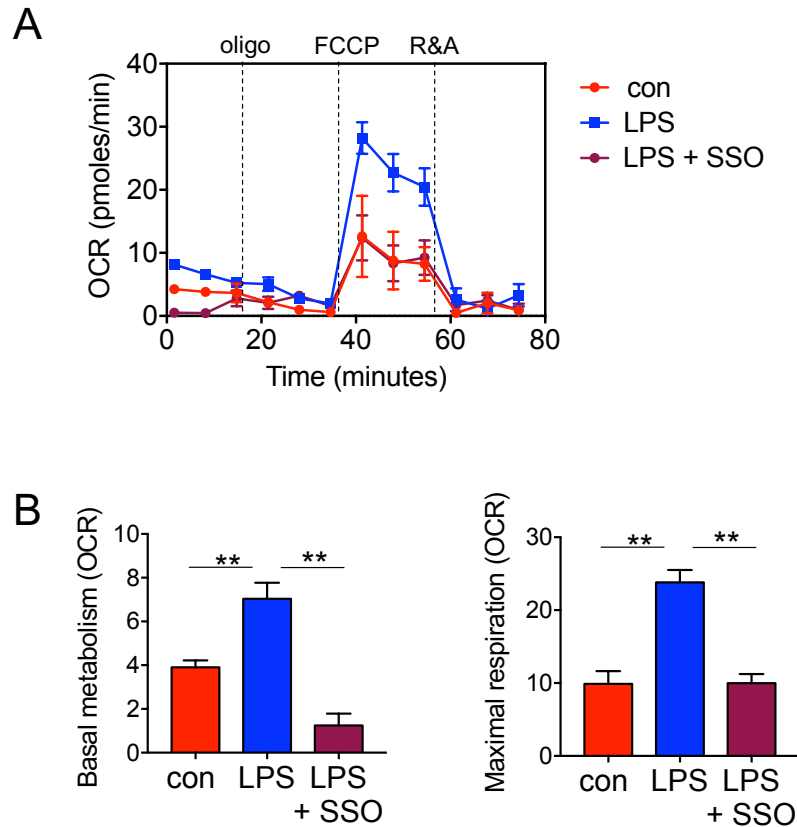 A
oligo FCCP R&A
40
30
20
10
0
OCR (pmoles/min)
0 20 40 60 80
Time (minutes)
con
LPS
LPS + SSO
B
10
8
6
4
2
0
Basal metabolism (OCR)
** **
con LPS LPS
+ SSO
30
20
10
0
Maximal respiration (OCR)
** **
con LPS LPS
+ SSO